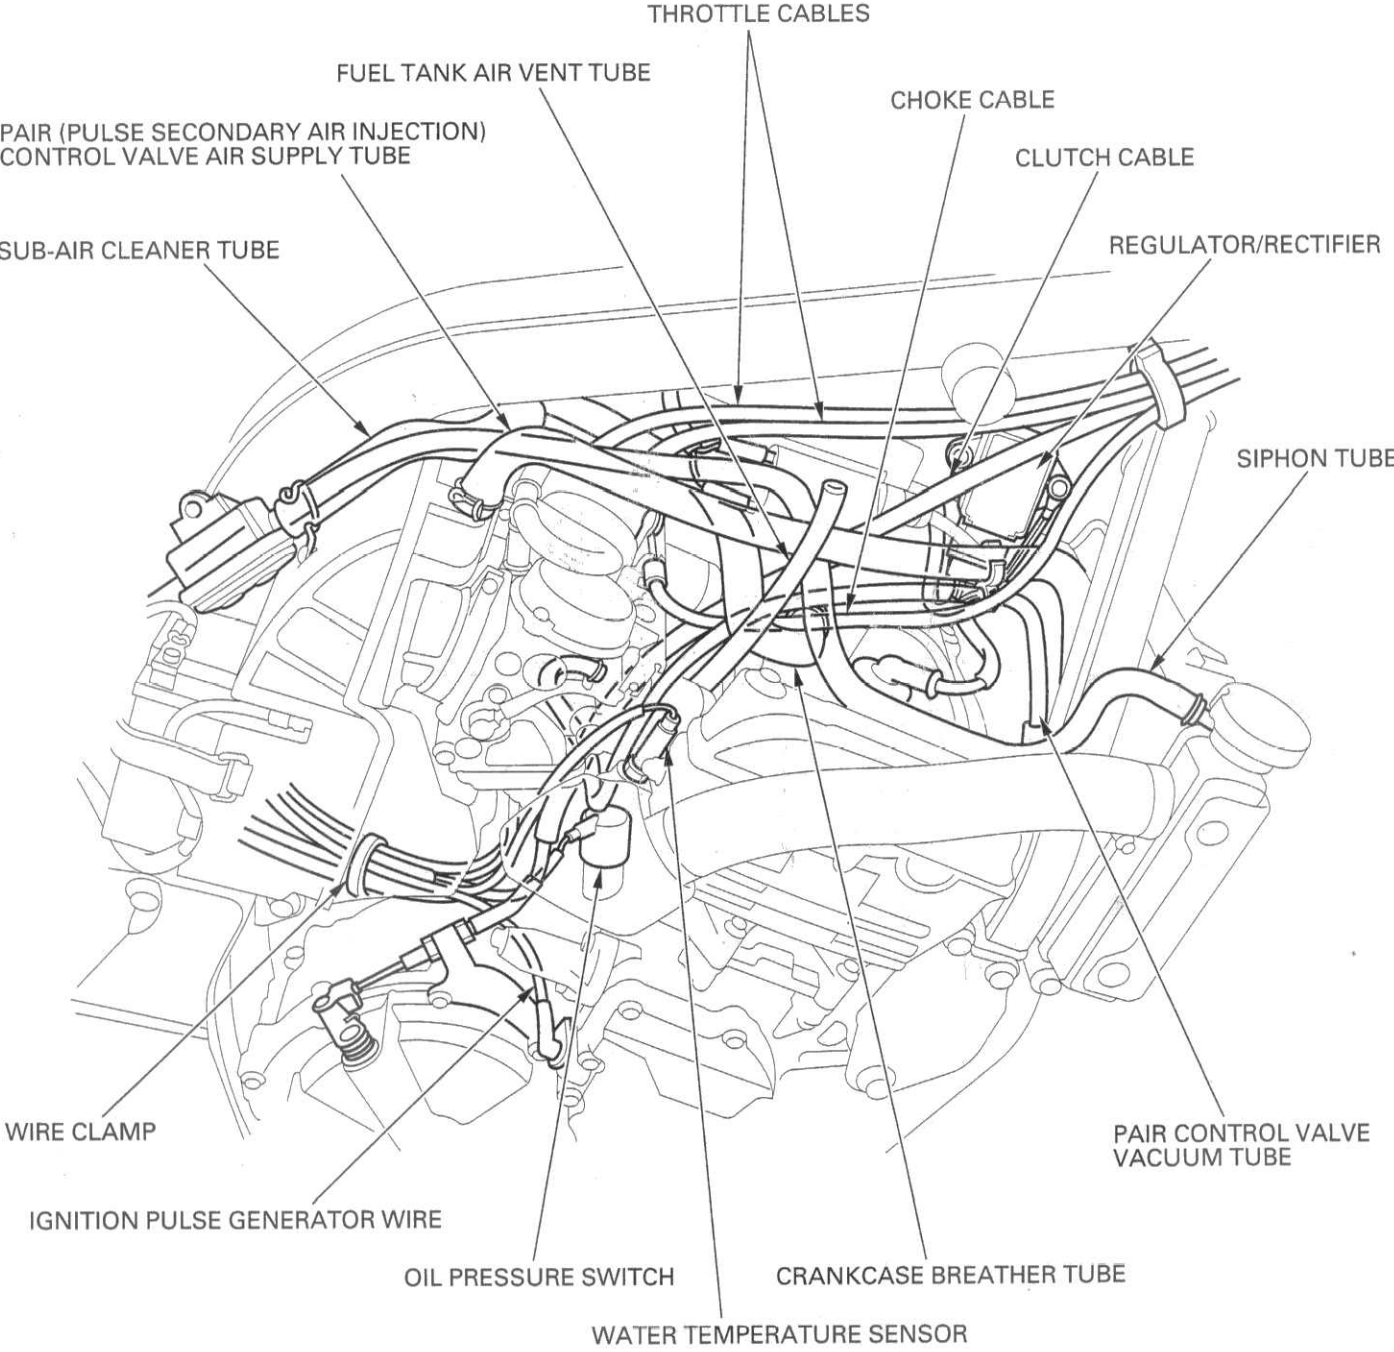 THROTTLE CABLES
FUEL TANK AIR VENT TUBE
CHOKE CABLE
PAIR (PULSE SECONDARY AIR INJECTION)
CONTROL VALVE AIR SUPPLY TUBE
CLUTCH CABLE
SUB-AIR CLEANER TUBE
REGULATOR/RECTIFIER
SIPHON TUBE
WIRE CLAMP
PAIR CONTROL VALVE
VACUUM TUBE
IGNITION PULSE GENERATOR WIRE
OIL PRESSURE SWITCH
CRANKCASE BREATHER TUBE
WATER TEMPERATURE SENSOR